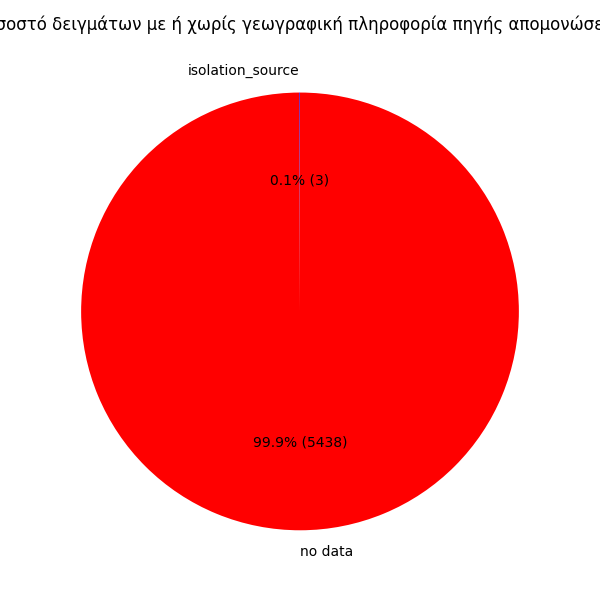 σοστό δειγμάτων με ή χωρίς γεωγραφική πληροφορία πηγής απομονώσε
isolation_source
0.1% (3)
99.9% (5438)
no data